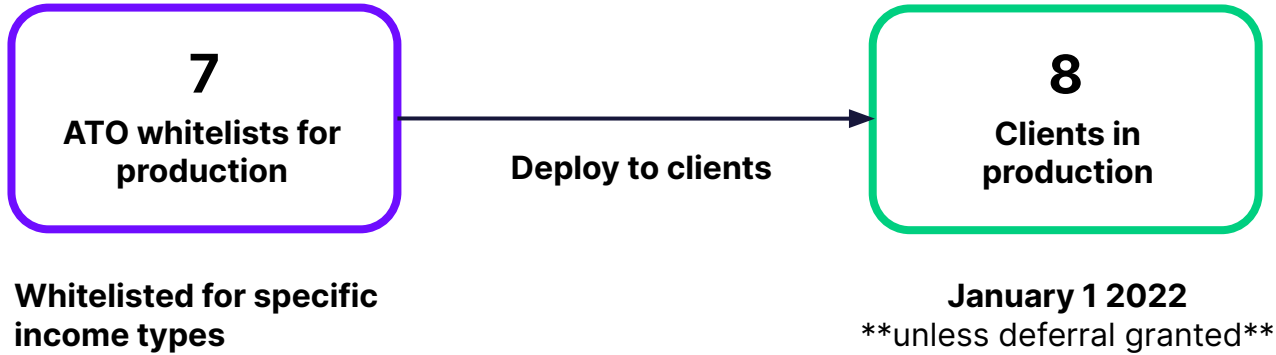 7
ATO whitelists for
production
Deploy to clients
8
Clients in
production
Whitelisted for specific
income types
January 1 2022
**unless deferral granted**